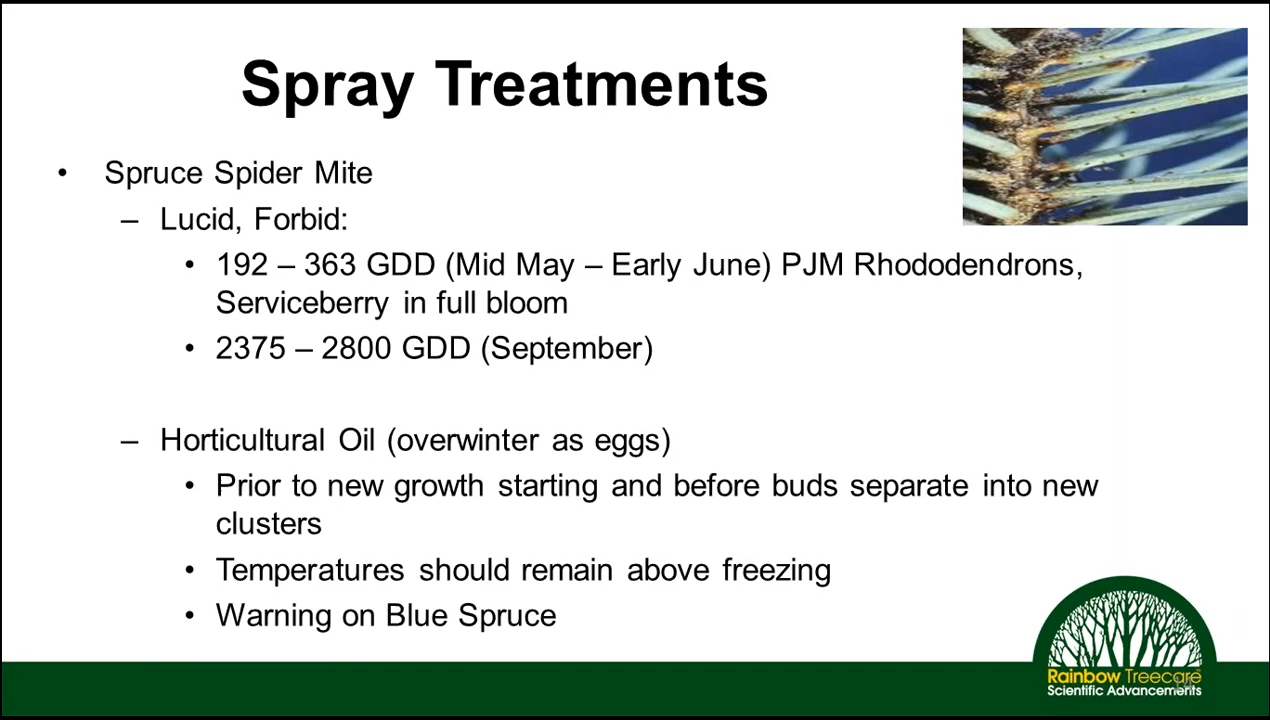 Spray Treatments
• Spruce Spider Mite
– Lucid, Forbid:
• 192 – 363 GDD (Mid May – Early June) PJM Rhododendrons,
Serviceberry in full bloom
• 2375 – 2800 GDD (September)
– Horticultural Oil (overwinter as eggs)
• Prior to new growth starting and before buds separate into new
clusters
• Temperatures should remain above freezing
• Warning on Blue Spruce
Rainbow Treecare
Scientific Advancements